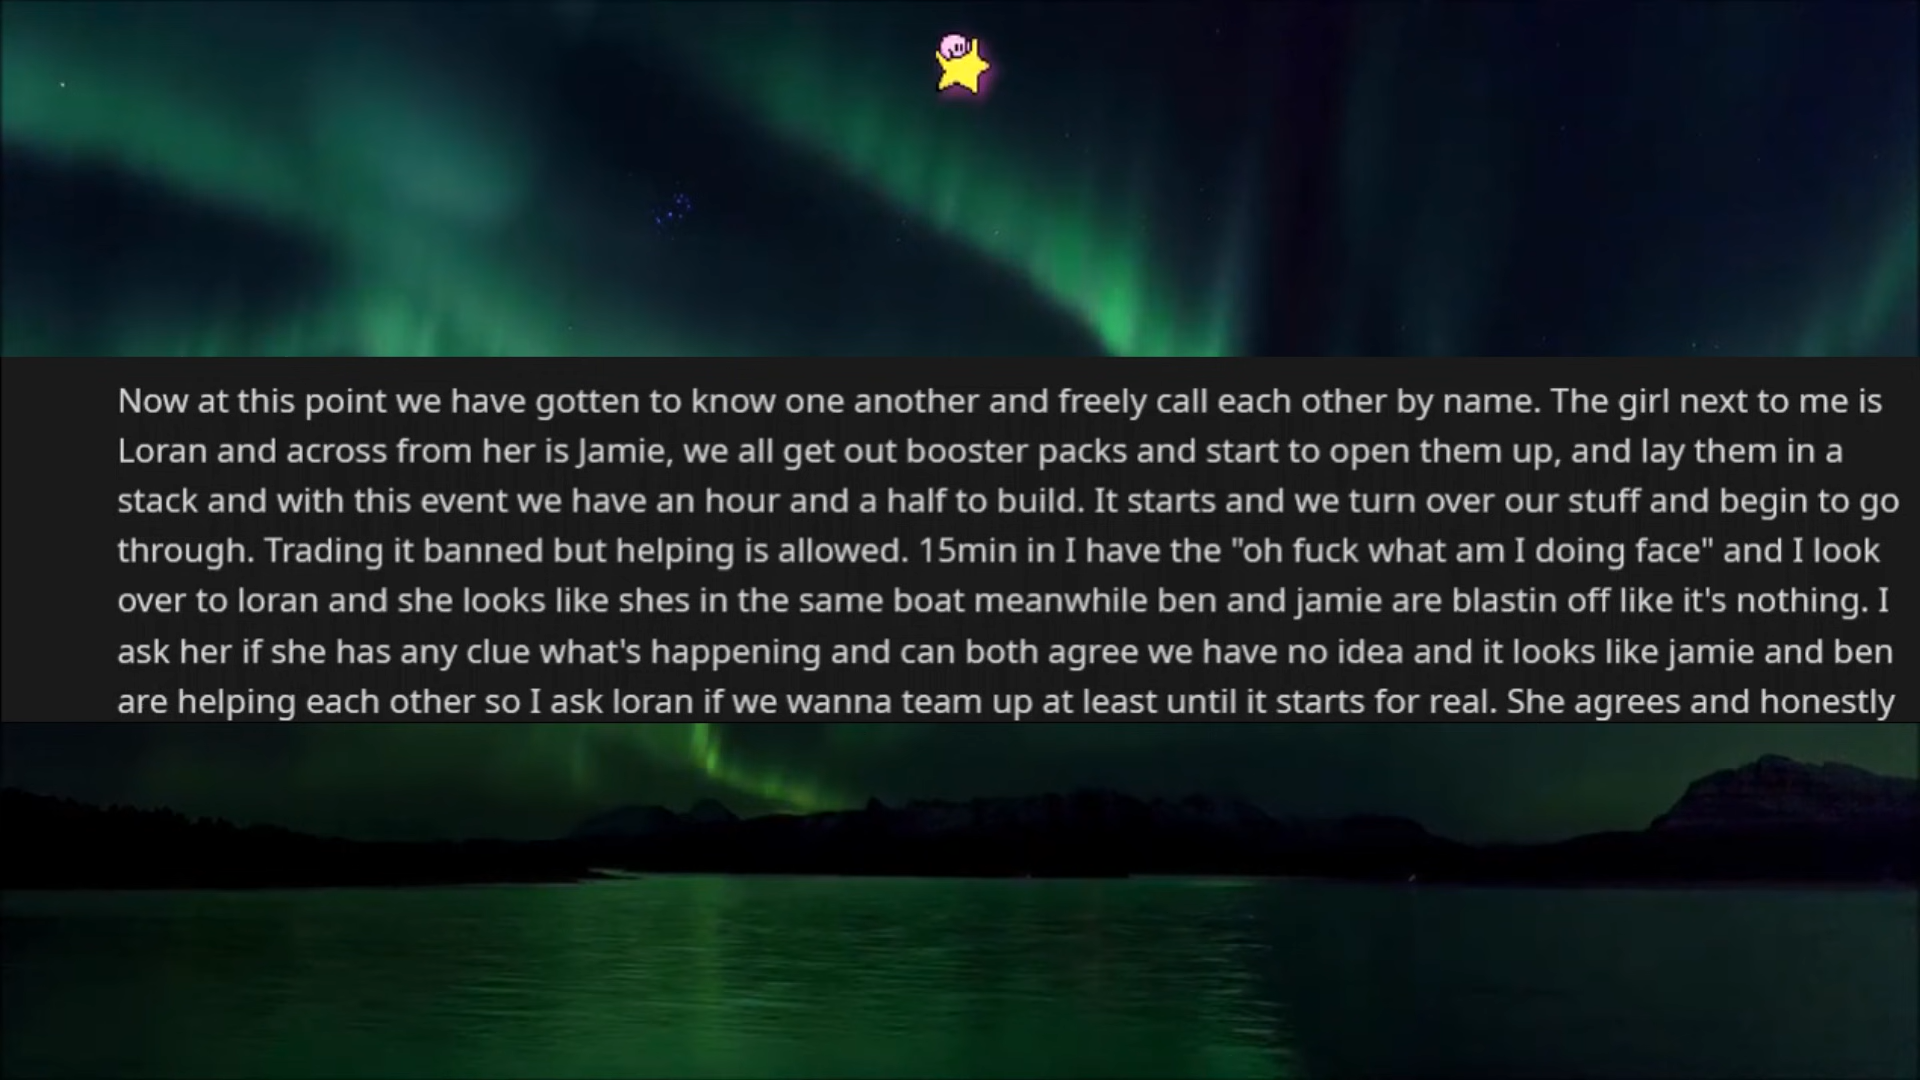 Now at this point we have gotten to know one another and freely call each other by name. The girl next to me is
Loran and across from her is Jamie, we all get out booster packs and start to open them up, and lay them in a
stack and with this event we have an hour and a half to build. It starts and we turn over our stuff and begin to go
through. Trading it banned but helping is allowed. 15min in I have the "oh fuck what am I doing face" and I look
over to loran and she looks like shes in the same boat meanwhile ben and jamie are blastin off like it's nothing. I
ask her if she has any clue what's happening and can both agree we have no idea and it looks like jamie and ben
are helping each other so I ask loran if we wanna team up at least until it starts for real. She agrees and honestly